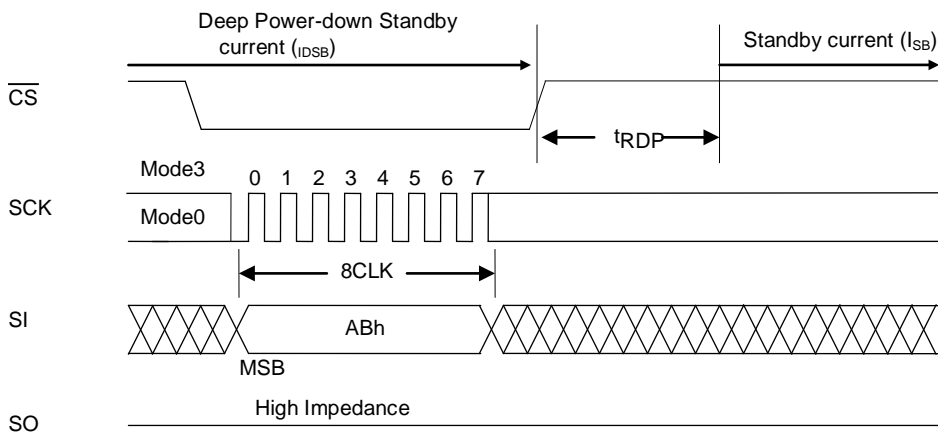 Deep Power-down Standby
current (IDSB)
Standby current (ISB)
CS
tRDP
Mode3
0 1 2 3 4 5 6 7
SCK
Mode0
8CLK
SI
ABh
MSB
High Impedance
SO